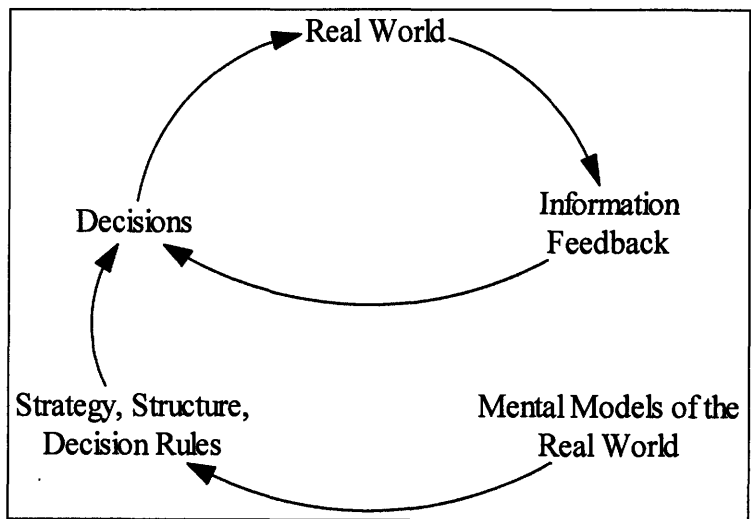 Real World
Decisions
Information
Feedback
Strategy, Structure,
Decision Rules
Mental Models of the
Real World